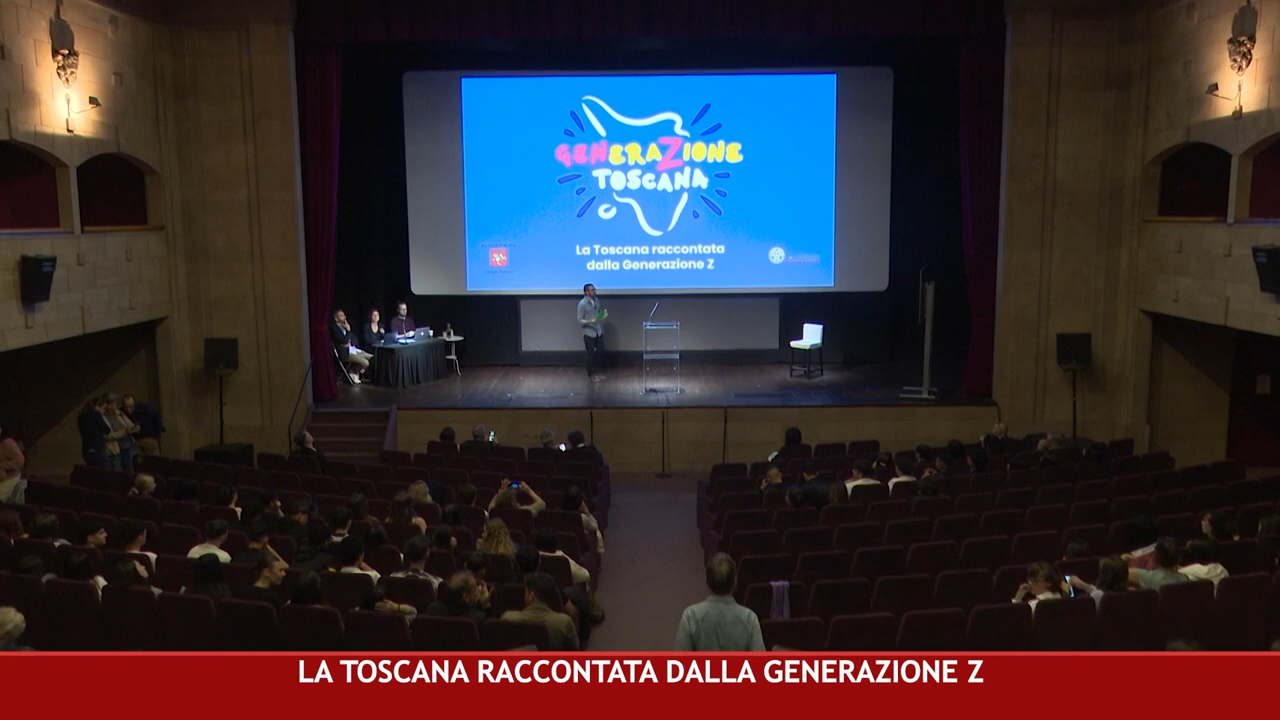 GENERAZIONE
TOSCANA
La Toscana raccontata
dalla Generazione Z
LA TOSCANA RACCONTATA DALLA GENERAZIONE Z